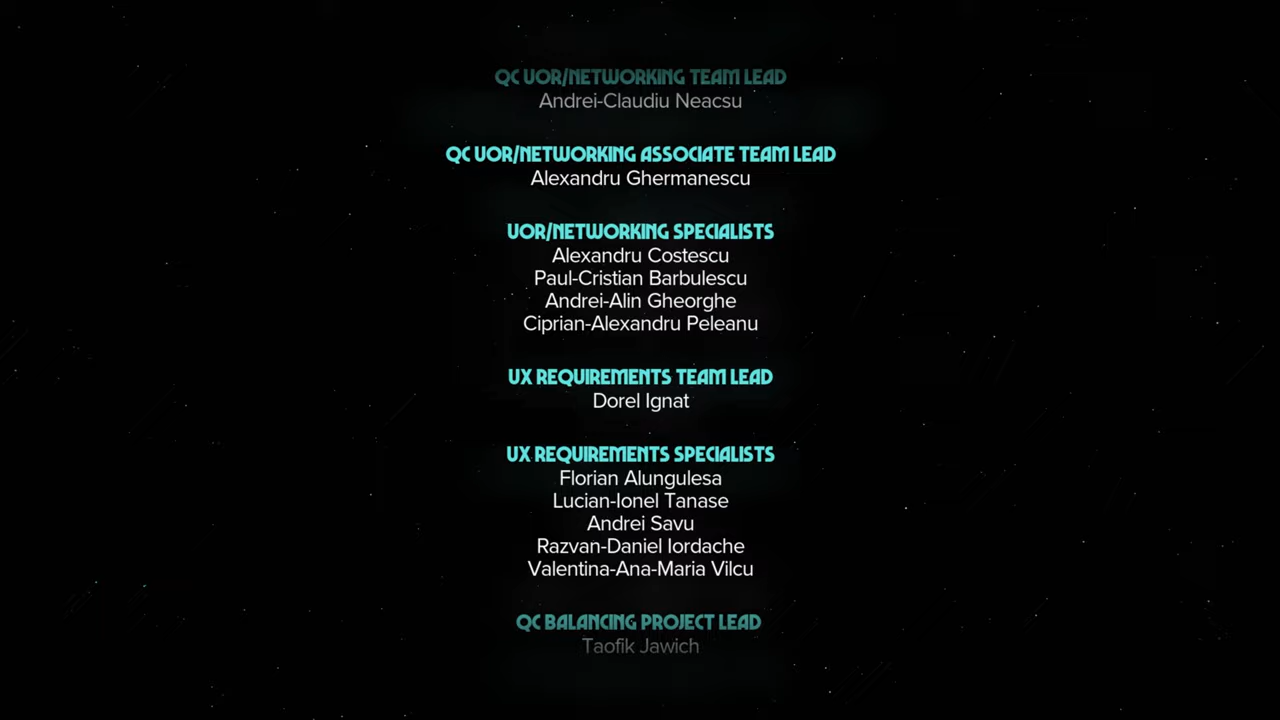 QC UOR/NETWORKING TEAM LEAD
Andrei-Claudiu Neacsu
QC UOR/NETWORKING ASSOCIATE TEAM LEAD
Alexandru Ghermanescu
UOR/NETWORKING SPECIALISTS
Alexandru Costescu
Paul-Cristian Barbulescu
Andrei-Alin Gheorghe
Ciprian-Alexandru Peleanu
UX REQUIREMENTS TEAM LEAD
Dorel Ignat
UX REQUIREMENTS SPECIALISTS
Florian Alungulesa
Lucian-Ionel Tanase
Andrei Savu
Razvan-Daniel Iordache
Valentina-Ana-Maria Vilcu
QC BALANCING PROJECT LEAD
Taofik Jawich